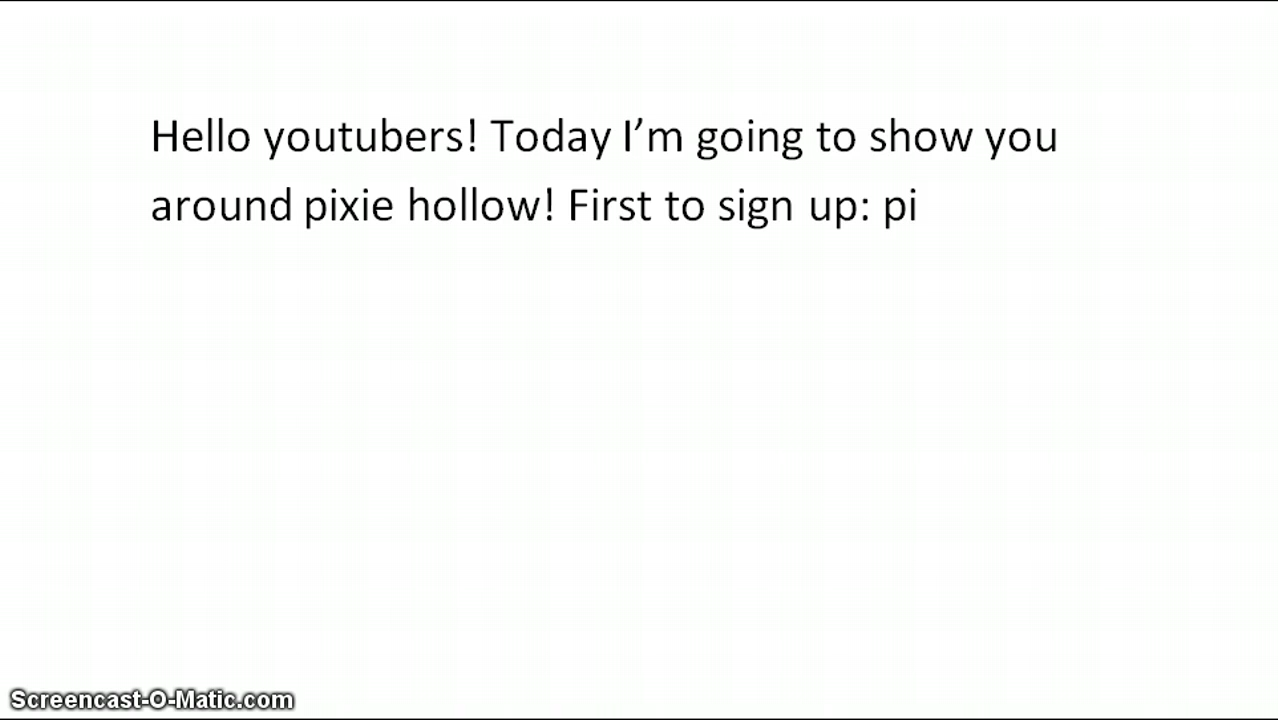 Hello youtubers! Today I’m going to show you
around pixie hollow! First to sign up: pi
Screencast-O-Matic.com